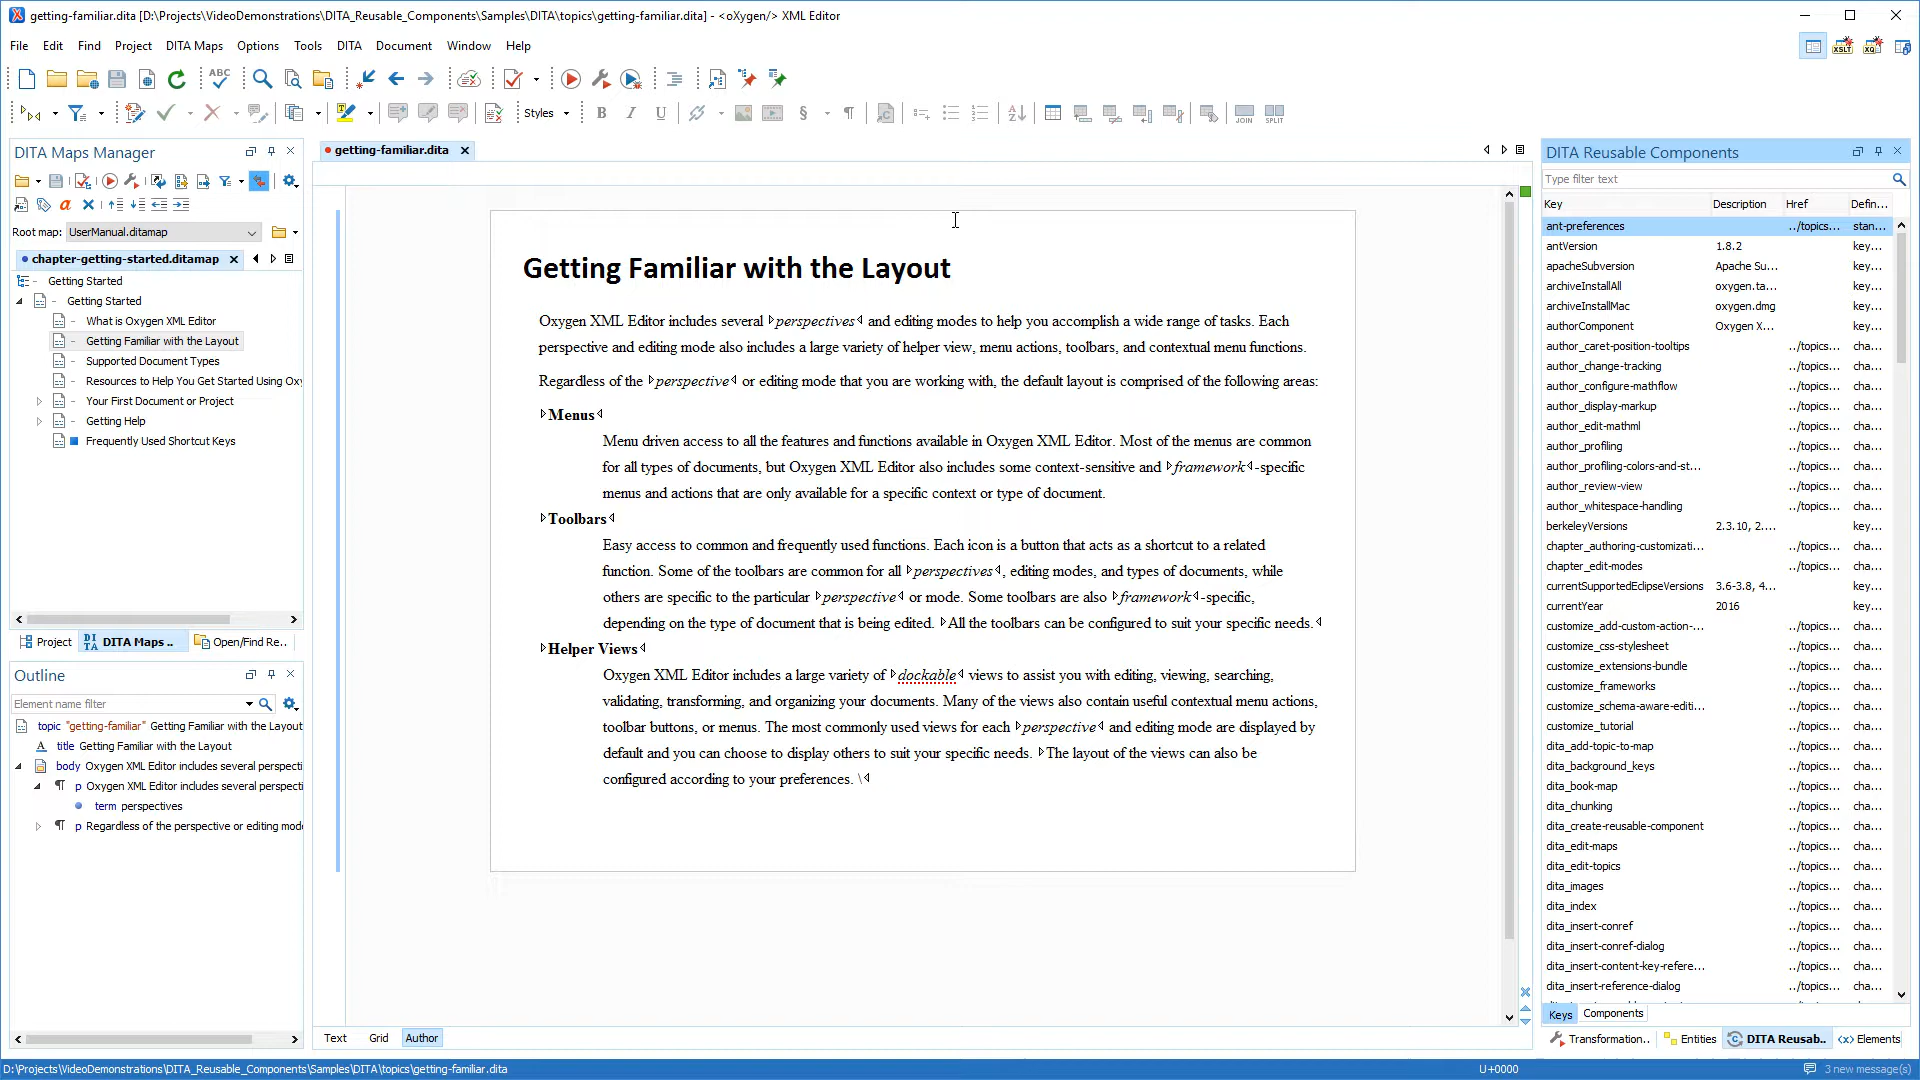 getting-familiar.dita [D:\Projects\VideoDemonstrations\DITA_Reusable_Components\Samples\DITA\topics\getting-familiar.dita] - <oXygen/> XML Editor
File Edit Find Project DITA Maps Options Tools DITA Document Window Help
XSLT XQ
ABC
Styles B I U § ¶ JOIN SPLIT
DITA Maps Manager
Root map: UserManual.ditamap
chapter-getting-started.ditamap
Getting Started
Getting Started
What is Oxygen XML Editor
Getting Familiar with the Layout
Supported Document Types
Resources to Help You Get Started Using Oxy
Your First Document or Project
Getting Help
Frequently Used Shortcut Keys
Project DITA Maps .. Open/Find Re..
Outline
Element name filter
topic "getting-familiar" Getting Familiar with the Layout
title Getting Familiar with the Layout
body Oxygen XML Editor includes several perspecti
p Oxygen XML Editor includes several perspecti
term perspectives
p Regardless of the perspective or editing mode
getting-familiar.dita
Getting Familiar with the Layout
Oxygen XML Editor includes several perspectives and editing modes to help you accomplish a wide range of tasks. Each
perspective and editing mode also includes a large variety of helper view, menu actions, toolbars, and contextual menu functions.
Regardless of the perspective or editing mode that you are working with, the default layout is comprised of the following areas:
Menus
Menu driven access to all the features and functions available in Oxygen XML Editor. Most of the menus are common
for all types of documents, but Oxygen XML Editor also includes some context-sensitive and framework-specific
menus and actions that are only available for a specific context or type of document.
Toolbars
Easy access to common and frequently used functions. Each icon is a button that acts as a shortcut to a related
function. Some of the toolbars are common for all perspectives, editing modes, and types of documents, while
others are specific to the particular perspective or mode. Some toolbars are also framework-specific,
depending on the type of document that is being edited. All the toolbars can be configured to suit your specific needs.
Helper Views
Oxygen XML Editor includes a large variety of dockable views to assist you with editing, viewing, searching,
validating, transforming, and organizing your documents. Many of the views also contain useful contextual menu actions,
toolbar buttons, or menus. The most commonly used views for each perspective and editing mode are displayed by
default and you can choose to display others to suit your specific needs. The layout of the views can also be
configured according to your preferences. \
Text Grid Author
DITA Reusable Components
Type filter text
Key Description Href Defin...
ant-preferences ../topics... stan...
antVersion 1.8.2 key...
apacheSubversion Apache Su... key...
archiveInstallAll oxygen.ta... key...
archiveInstallMac oxygen.dmg key...
authorComponent Oxygen X... key...
author_caret-position-tooltips ../topics... cha...
author_change-tracking ../topics... cha...
author_configure-mathflow ../topics... cha...
author_display-markup ../topics... cha...
author_edit-mathml ../topics... cha...
author_profiling ../topics... cha...
author_profiling-colors-and-st... ../topics... cha...
author_review-view ../topics... cha...
author_whitespace-handling ../topics... cha...
berkeleyVersions 2.3.10, 2.... key...
chapter_authoring-customizati... ../topics... cha...
chapter_edit-modes ../topics... cha...
currentSupportedEclipseVersions 3.6-3.8, 4... key...
currentYear 2016 key...
customize_add-custom-action-... ../topics... cha...
customize_css-stylesheet ../topics... cha...
customize_extensions-bundle ../topics... cha...
customize_frameworks ../topics... cha...
customize_schema-aware-editi... ../topics... cha...
customize_tutorial ../topics... cha...
dita_add-topic-to-map ../topics... cha...
dita_background_keys ../topics... cha...
dita_book-map ../topics... cha...
dita_chunking ../topics... cha...
dita_create-reusable-component ../topics... cha...
dita_edit-maps ../topics... cha...
dita_edit-topics ../topics... cha...
dita_images ../topics... cha...
dita_index ../topics... cha...
dita_insert-conref ../topics... cha...
dita_insert-conref-dialog ../topics... cha...
dita_insert-content-key-refere... ../topics... cha...
dita_insert-reference-dialog ../topics... cha...
Keys Components
Transformation.. Entities DITA Reusab.. Elements
D:\Projects\VideoDemonstrations\DITA_Reusable_Components\Samples\DITA\topics\getting-familiar.dita U+0000 3 new message(s)